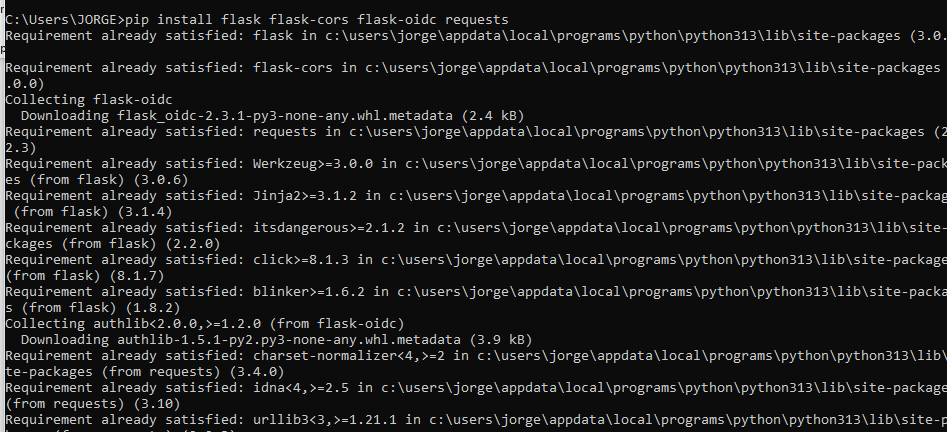 C:\Users\JORGE>pip install flask flask-cors flask-oidc requests
Requirement already satisfied: flask in c:\users\jorge\appdata\local\programs\python\python313\lib\site-packages (3.0.
Requirement already satisfied: flask-cors in c:\users\jorge\appdata\local\programs\python\python313\lib\site-packages
.0.0)
Collecting flask-oidc
  Downloading flask_oidc-2.3.1-py3-none-any.whl.metadata (2.4 kB)
Requirement already satisfied: requests in c:\users\jorge\appdata\local\programs\python\python313\lib\site-packages (2
2.3)
Requirement already satisfied: Werkzeug>=3.0.0 in c:\users\jorge\appdata\local\programs\python\python313\lib\site-pack
es (from flask) (3.0.6)
Requirement already satisfied: Jinja2>=3.1.2 in c:\users\jorge\appdata\local\programs\python\python313\lib\site-packag
 (from flask) (3.1.4)
Requirement already satisfied: itsdangerous>=2.1.2 in c:\users\jorge\appdata\local\programs\python\python313\lib\site-
ckages (from flask) (2.2.0)
Requirement already satisfied: click>=8.1.3 in c:\users\jorge\appdata\local\programs\python\python313\lib\site-package
(from flask) (8.1.7)
Requirement already satisfied: blinker>=1.6.2 in c:\users\jorge\appdata\local\programs\python\python313\lib\site-packa
s (from flask) (1.8.2)
Collecting authlib<2.0.0,>=1.2.0 (from flask-oidc)
  Downloading authlib-1.5.1-py2.py3-none-any.whl.metadata (3.9 kB)
Requirement already satisfied: charset-normalizer<4,>=2 in c:\users\jorge\appdata\local\programs\python\python313\lib\
te-packages (from requests) (3.4.0)
Requirement already satisfied: idna<4,>=2.5 in c:\users\jorge\appdata\local\programs\python\python313\lib\site-package
(from requests) (3.10)
Requirement already satisfied: urllib3<3,>=1.21.1 in c:\users\jorge\appdata\local\programs\python\python313\lib\site-p